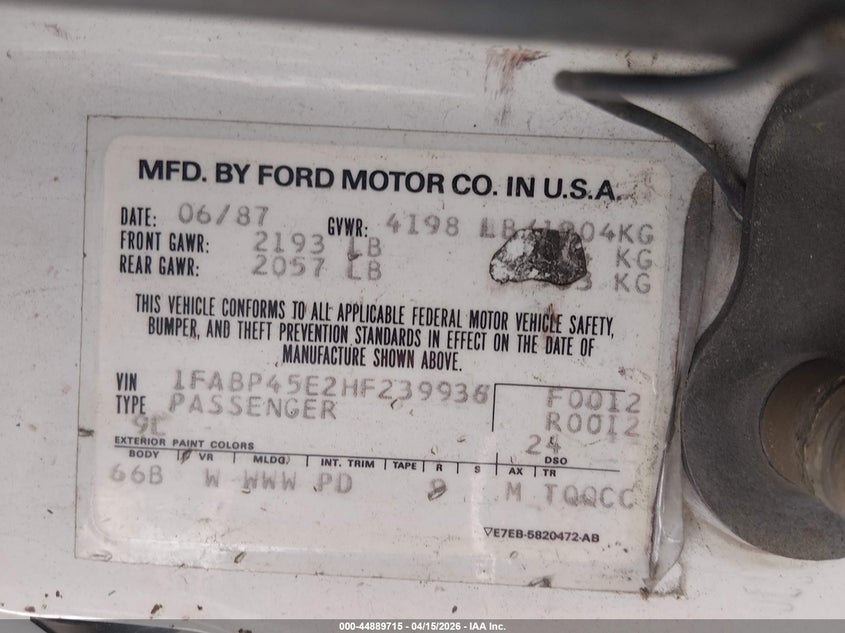 MFD. BY FORD MOTOR CO. IN U.S.A.
DATE: 06/87 GVWR: 4198 LB/1904KG
FRONT GAWR: 2193 LB KG
REAR GAWR: 2057 LB KG
THIS VEHICLE CONFORMS TO ALL APPLICABLE FEDERAL MOTOR VEHICLE SAFETY,
BUMPER, AND THEFT PREVENTION STANDARDS IN EFFECT ON THE DATE OF
MANUFACTURE SHOWN ABOVE.
VIN 1FABP45E2HF239936 F0012
TYPE PASSENGER R0012
9L 24
EXTERIOR PAINT COLORS DSO
BODY VR MLDG INT. TRIM TAPE R S AX TR
66B W WWW PD 8 M TQQCC
E7EB-5820472-AB
000-44889715 - 04/15/2026 - IAA Inc.